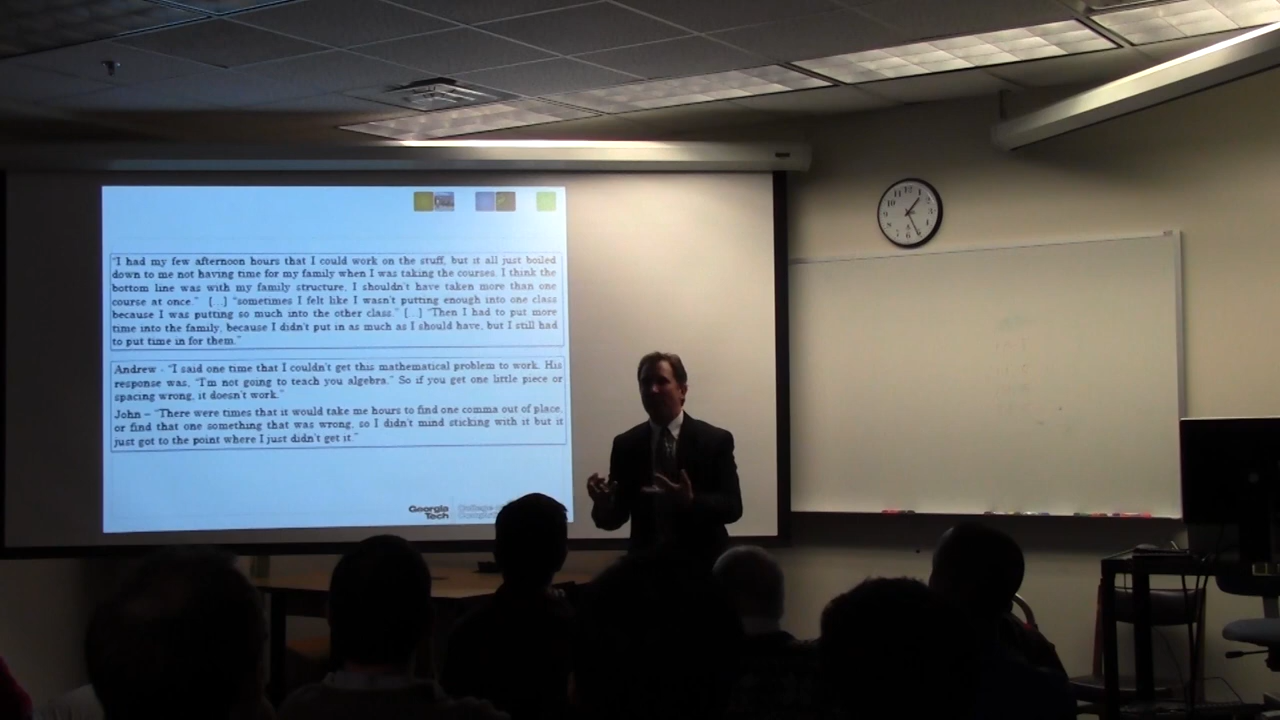 "I had my few afternoon hours that I could work on the stuff, but it all just boiled
down to me not having time for my family when I was taking the courses. I think the
bottom line was with my family structure, I shouldn't have taken more than one
course at once." [...] "sometimes I felt like I wasn't putting enough into one class
because I was putting so much into the other class." [...] "Then I had to put more
time into the family, because I didn't put in as much as I should have, but I still had
to put time in for them."
Andrew - "I said one time that I couldn't get this mathematical problem to work. His
response was, "I'm not going to teach you algebra." So if you get one little piece or
spacing wrong, it doesn't work."
John – "There were times that it would take me hours to find one comma out of place,
or find that one something that was wrong, so I didn't mind sticking with it but it
just got to the point where I just didn't get it."
Georgia College of
Tech